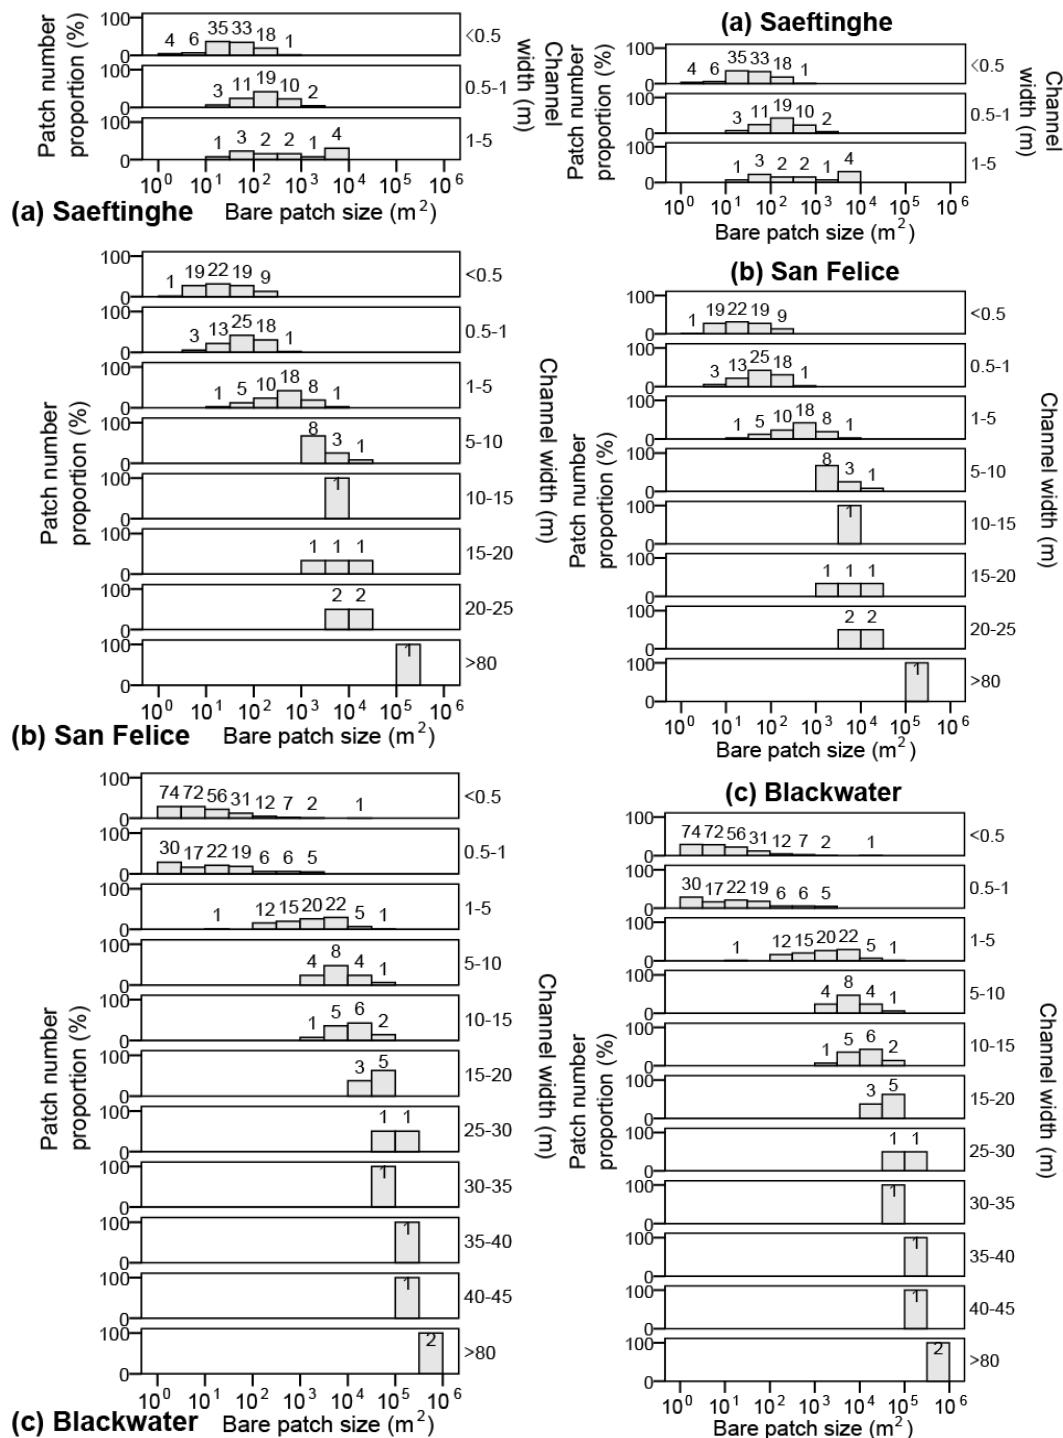 100
0
4 6 35 33 18 1
<0.5
100
0
3 11 19 10 2
0.5-1
100
0
1 3 2 2 1 4
1-5
Patch number
proportion (%)
Channel
width (m)
10^0 10^1 10^2 10^3 10^4 10^5 10^6
(a) Saeftinghe
Bare patch size (m^2)
100
0
1 19 22 19 9
<0.5
100
0
3 13 25 18 1
0.5-1
100
0
1 5 10 18 8 1
1-5
100
0
8 3 1
5-10
100
0
1
10-15
100
0
1 1 1
15-20
100
0
2 2
20-25
100
0
1
>80
Patch number
proportion (%)
Channel width (m)
10^0 10^1 10^2 10^3 10^4 10^5 10^6
(b) San Felice
Bare patch size (m^2)
100
0
74 72 56 31 12 7 2 1
<0.5
100
0
30 17 22 19 6 6 5
0.5-1
100
0
1 12 15 20 22 5 1
1-5
100
0
4 8 4 1
5-10
100
0
1 5 6 2
10-15
100
0
3 5
15-20
100
0
1 1
25-30
100
0
1
30-35
100
0
1
35-40
100
0
1
40-45
100
0
2
>80
Patch number
proportion (%)
Channel width (m)
10^0 10^1 10^2 10^3 10^4 10^5 10^6
(c) Blackwater
Bare patch size (m^2)
(a) Saeftinghe
100
0
4 6 35 33 18 1
<0.5
100
0
3 11 19 10 2
0.5-1
100
0
1 3 2 2 1 4
1-5
Patch number
proportion (%)
Channel
width (m)
10^0 10^1 10^2 10^3 10^4 10^5 10^6
Bare patch size (m^2)
(b) San Felice
100
0
1 19 22 19 9
<0.5
100
0
3 13 25 18 1
0.5-1
100
0
1 5 10 18 8 1
1-5
100
0
8 3 1
5-10
100
0
1
10-15
100
0
1 1 1
15-20
100
0
2 2
20-25
100
0
1
>80
Patch number
proportion (%)
Channel width (m)
10^0 10^1 10^2 10^3 10^4 10^5 10^6
Bare patch size (m^2)
(c) Blackwater
100
0
74 72 56 31 12 7 2 1
<0.5
100
0
30 17 22 19 6 6 5
0.5-1
100
0
1 12 15 20 22 5 1
1-5
100
0
4 8 4 1
5-10
100
0
1 5 6 2
10-15
100
0
3 5
15-20
100
0
1 1
25-30
100
0
1
30-35
100
0
1
35-40
100
0
1
40-45
100
0
2
>80
Patch number
proportion (%)
Channel width (m)
10^0 10^1 10^2 10^3 10^4 10^5 10^6
Bare patch size (m^2)